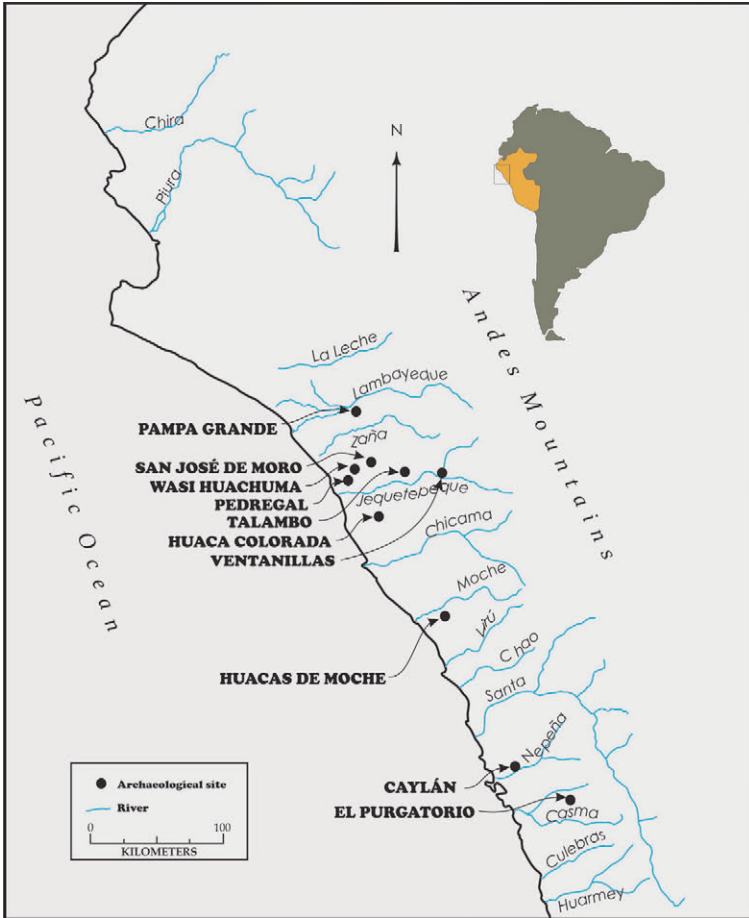 Chira
Piura
N
La Leche
Lambayeque
PAMPA GRANDE
Zaña
SAN JOSÉ DE MORO
WASI HUACHUMA
PEDREGAL
Jequetepeque
TALAMBO
HUACA COLORADA
VENTANILLAS
Chicama
Andes Mountains
Pacific Ocean
Moche
Virú
HUACAS DE MOCHE
Chao
Santa
Nepeña
CAYLÁN
EL PURGATORIO
Casma
Culebras
Huarmey
Archaeological site
River
0 100
KILOMETERS